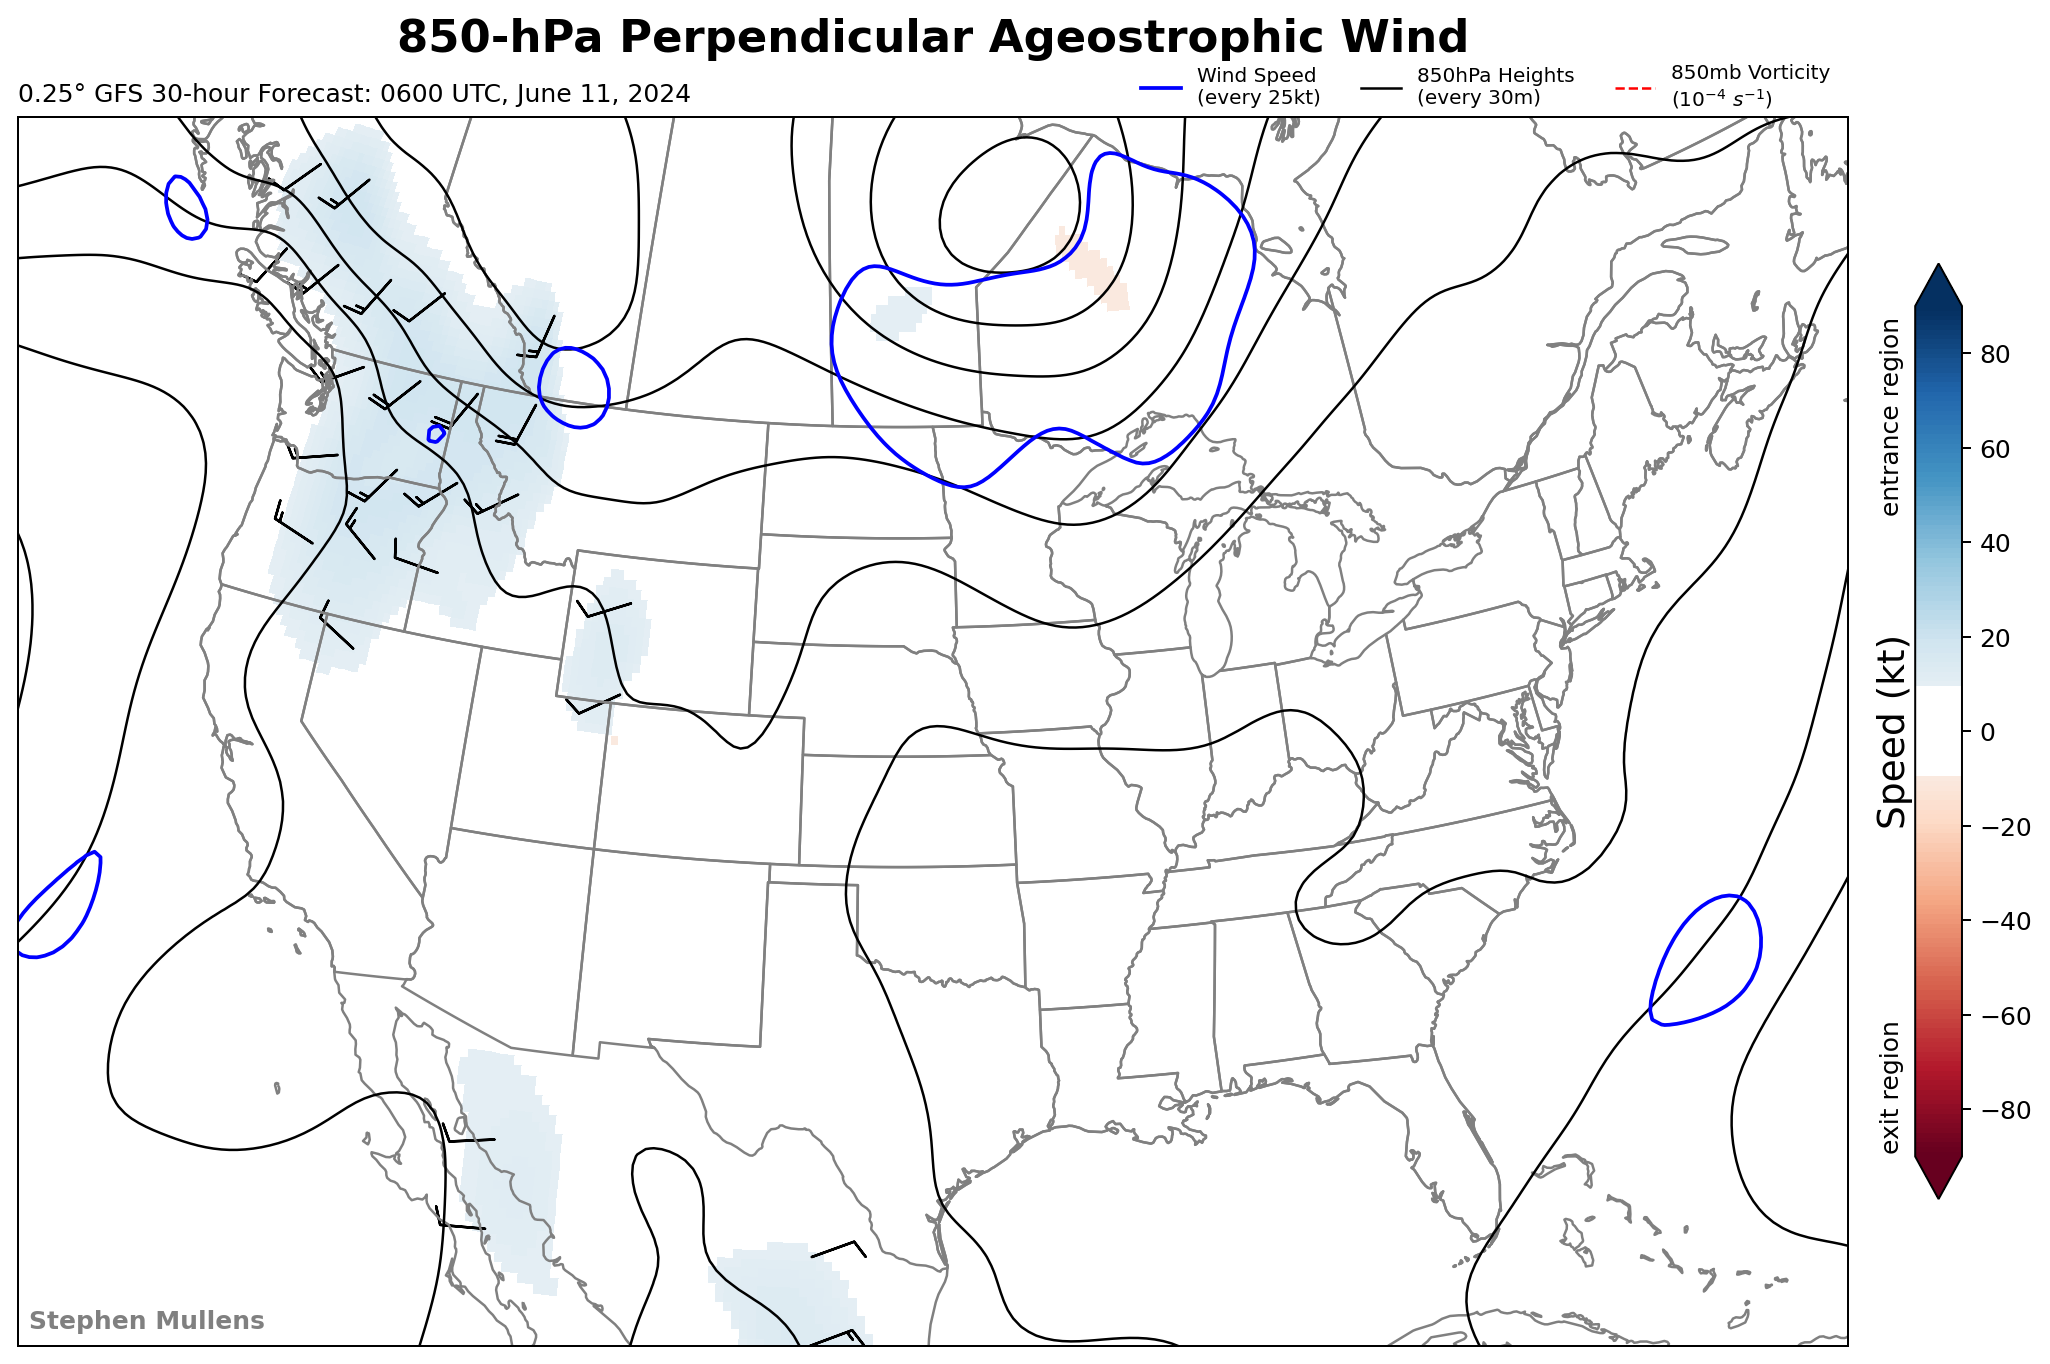 850-hPa Perpendicular Ageostrophic Wind
0.25° GFS 30-hour Forecast: 0600 UTC, June 11, 2024
Wind Speed
(every 25kt)
850hPa Heights
(every 30m)
850mb Vorticity
(10⁻⁴ s⁻¹)
entrance region
Speed (kt)
exit region
80
60
40
20
0
−20
−40
−60
−80
Stephen Mullens